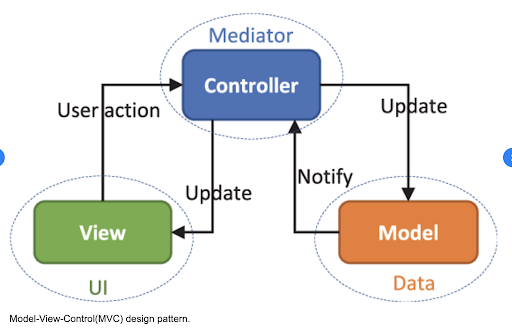 Mediator
Controller
User action
Update
Update
Notify
View
Model
UI
Data
Model-View-Control(MVC) design pattern.